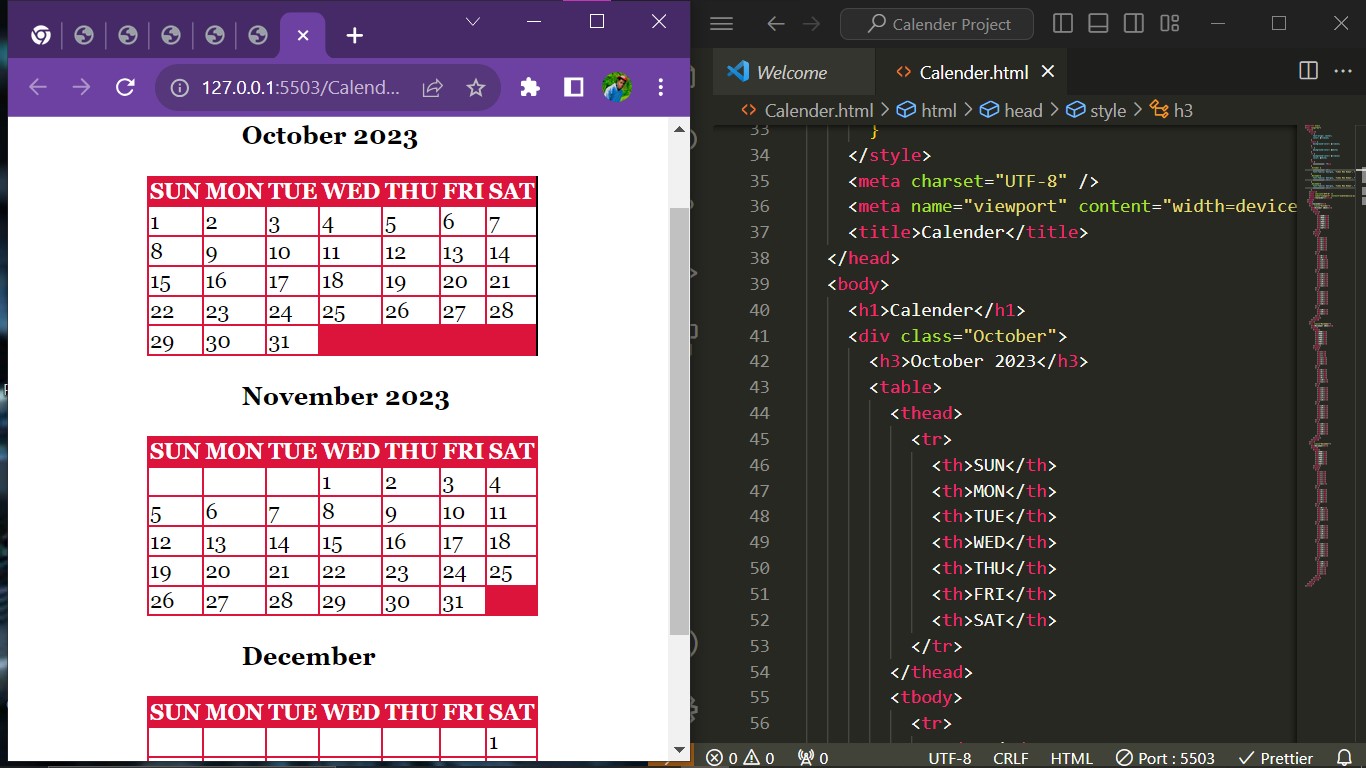 127.0.0.1:5503/Calend...
October 2023
SUN MON TUE WED THU FRI SAT
1 2 3 4 5 6 7
8 9 10 11 12 13 14
15 16 17 18 19 20 21
22 23 24 25 26 27 28
29 30 31
November 2023
SUN MON TUE WED THU FRI SAT
1 2 3 4
5 6 7 8 9 10 11
12 13 14 15 16 17 18
19 20 21 22 23 24 25
26 27 28 29 30 31
December
SUN MON TUE WED THU FRI SAT
1
Calender Project
Welcome
Calender.html
Calender.html > html > head > style > h3
33 }
34 </style>
35 <meta charset="UTF-8" />
36 <meta name="viewport" content="width=device
37 <title>Calender</title>
38 </head>
39 <body>
40 <h1>Calender</h1>
41 <div class="October">
42 <h3>October 2023</h3>
43 <table>
44 <thead>
45 <tr>
46 <th>SUN</th>
47 <th>MON</th>
48 <th>TUE</th>
49 <th>WED</th>
50 <th>THU</th>
51 <th>FRI</th>
52 <th>SAT</th>
53 </tr>
54 </thead>
55 <tbody>
56 <tr>
0 0 0 UTF-8 CRLF HTML Port : 5503 Prettier